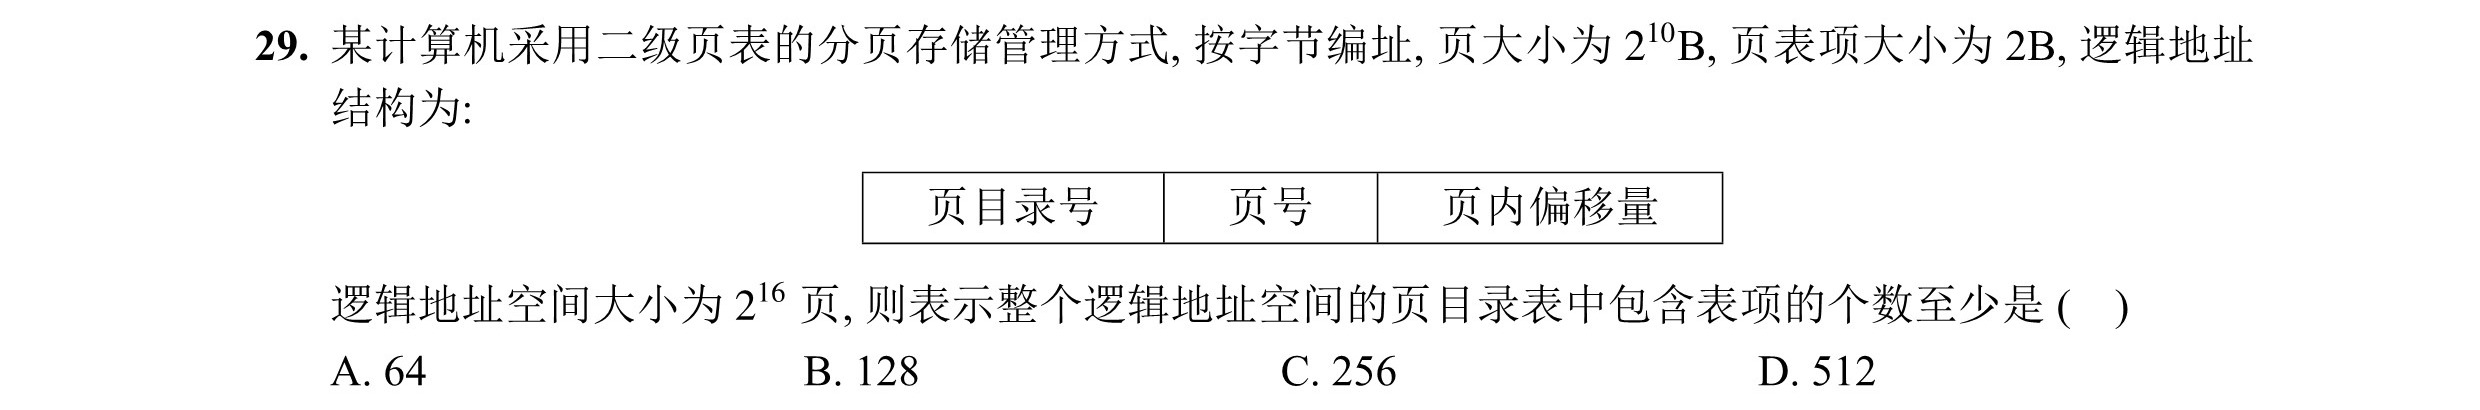 29. 某计算机采用二级页表的分页存储管理方式, 按字节编址, 页大小为 2¹⁰B, 页表项大小为 2B, 逻辑地址
结构为:
页目录号 页号 页内偏移量
逻辑地址空间大小为 2¹⁶ 页, 则表示整个逻辑地址空间的页目录表中包含表项的个数至少是 ( )
A. 64 B. 128 C. 256 D. 512